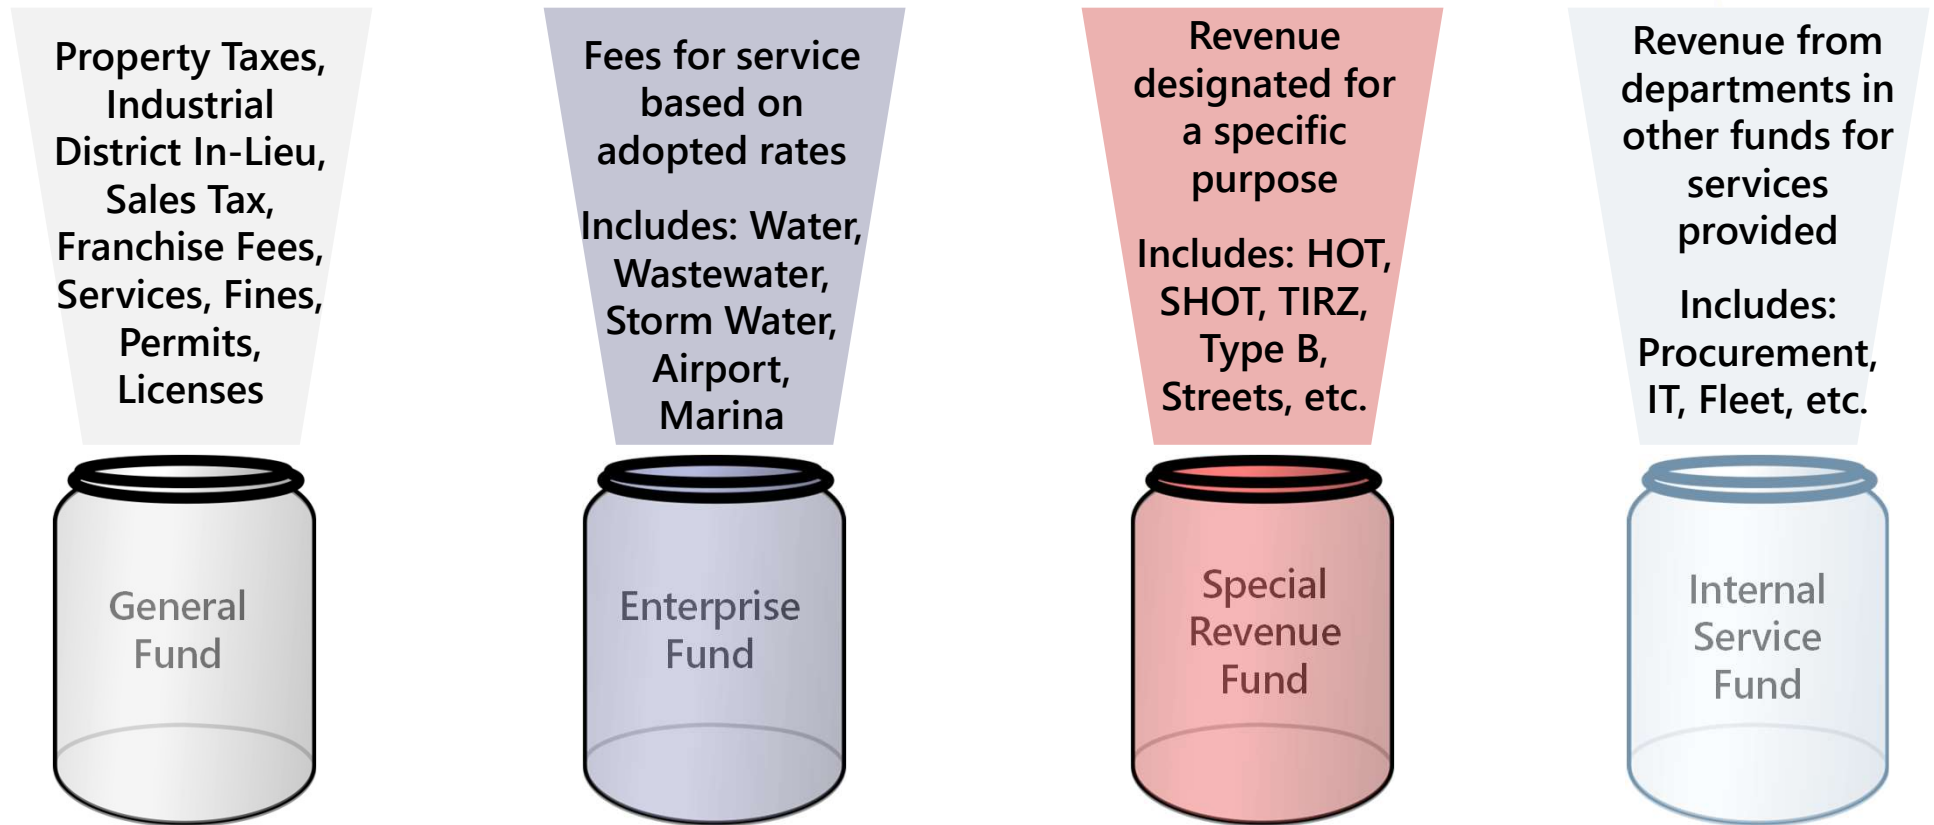 Property Taxes,
Industrial
District In-Lieu,
Sales Tax,
Franchise Fees,
Services, Fines,
Permits,
Licenses
General
Fund
Fees for service
based on
adopted rates
Includes: Water,
Wastewater,
Storm Water,
Airport,
Marina
Enterprise
Fund
Revenue
designated for
a specific
purpose
Includes: HOT,
SHOT, TIRZ,
Type B,
Streets, etc.
Special
Revenue
Fund
Revenue from
departments in
other funds for
services
provided
Includes:
Procurement,
IT, Fleet, etc.
Internal
Service
Fund